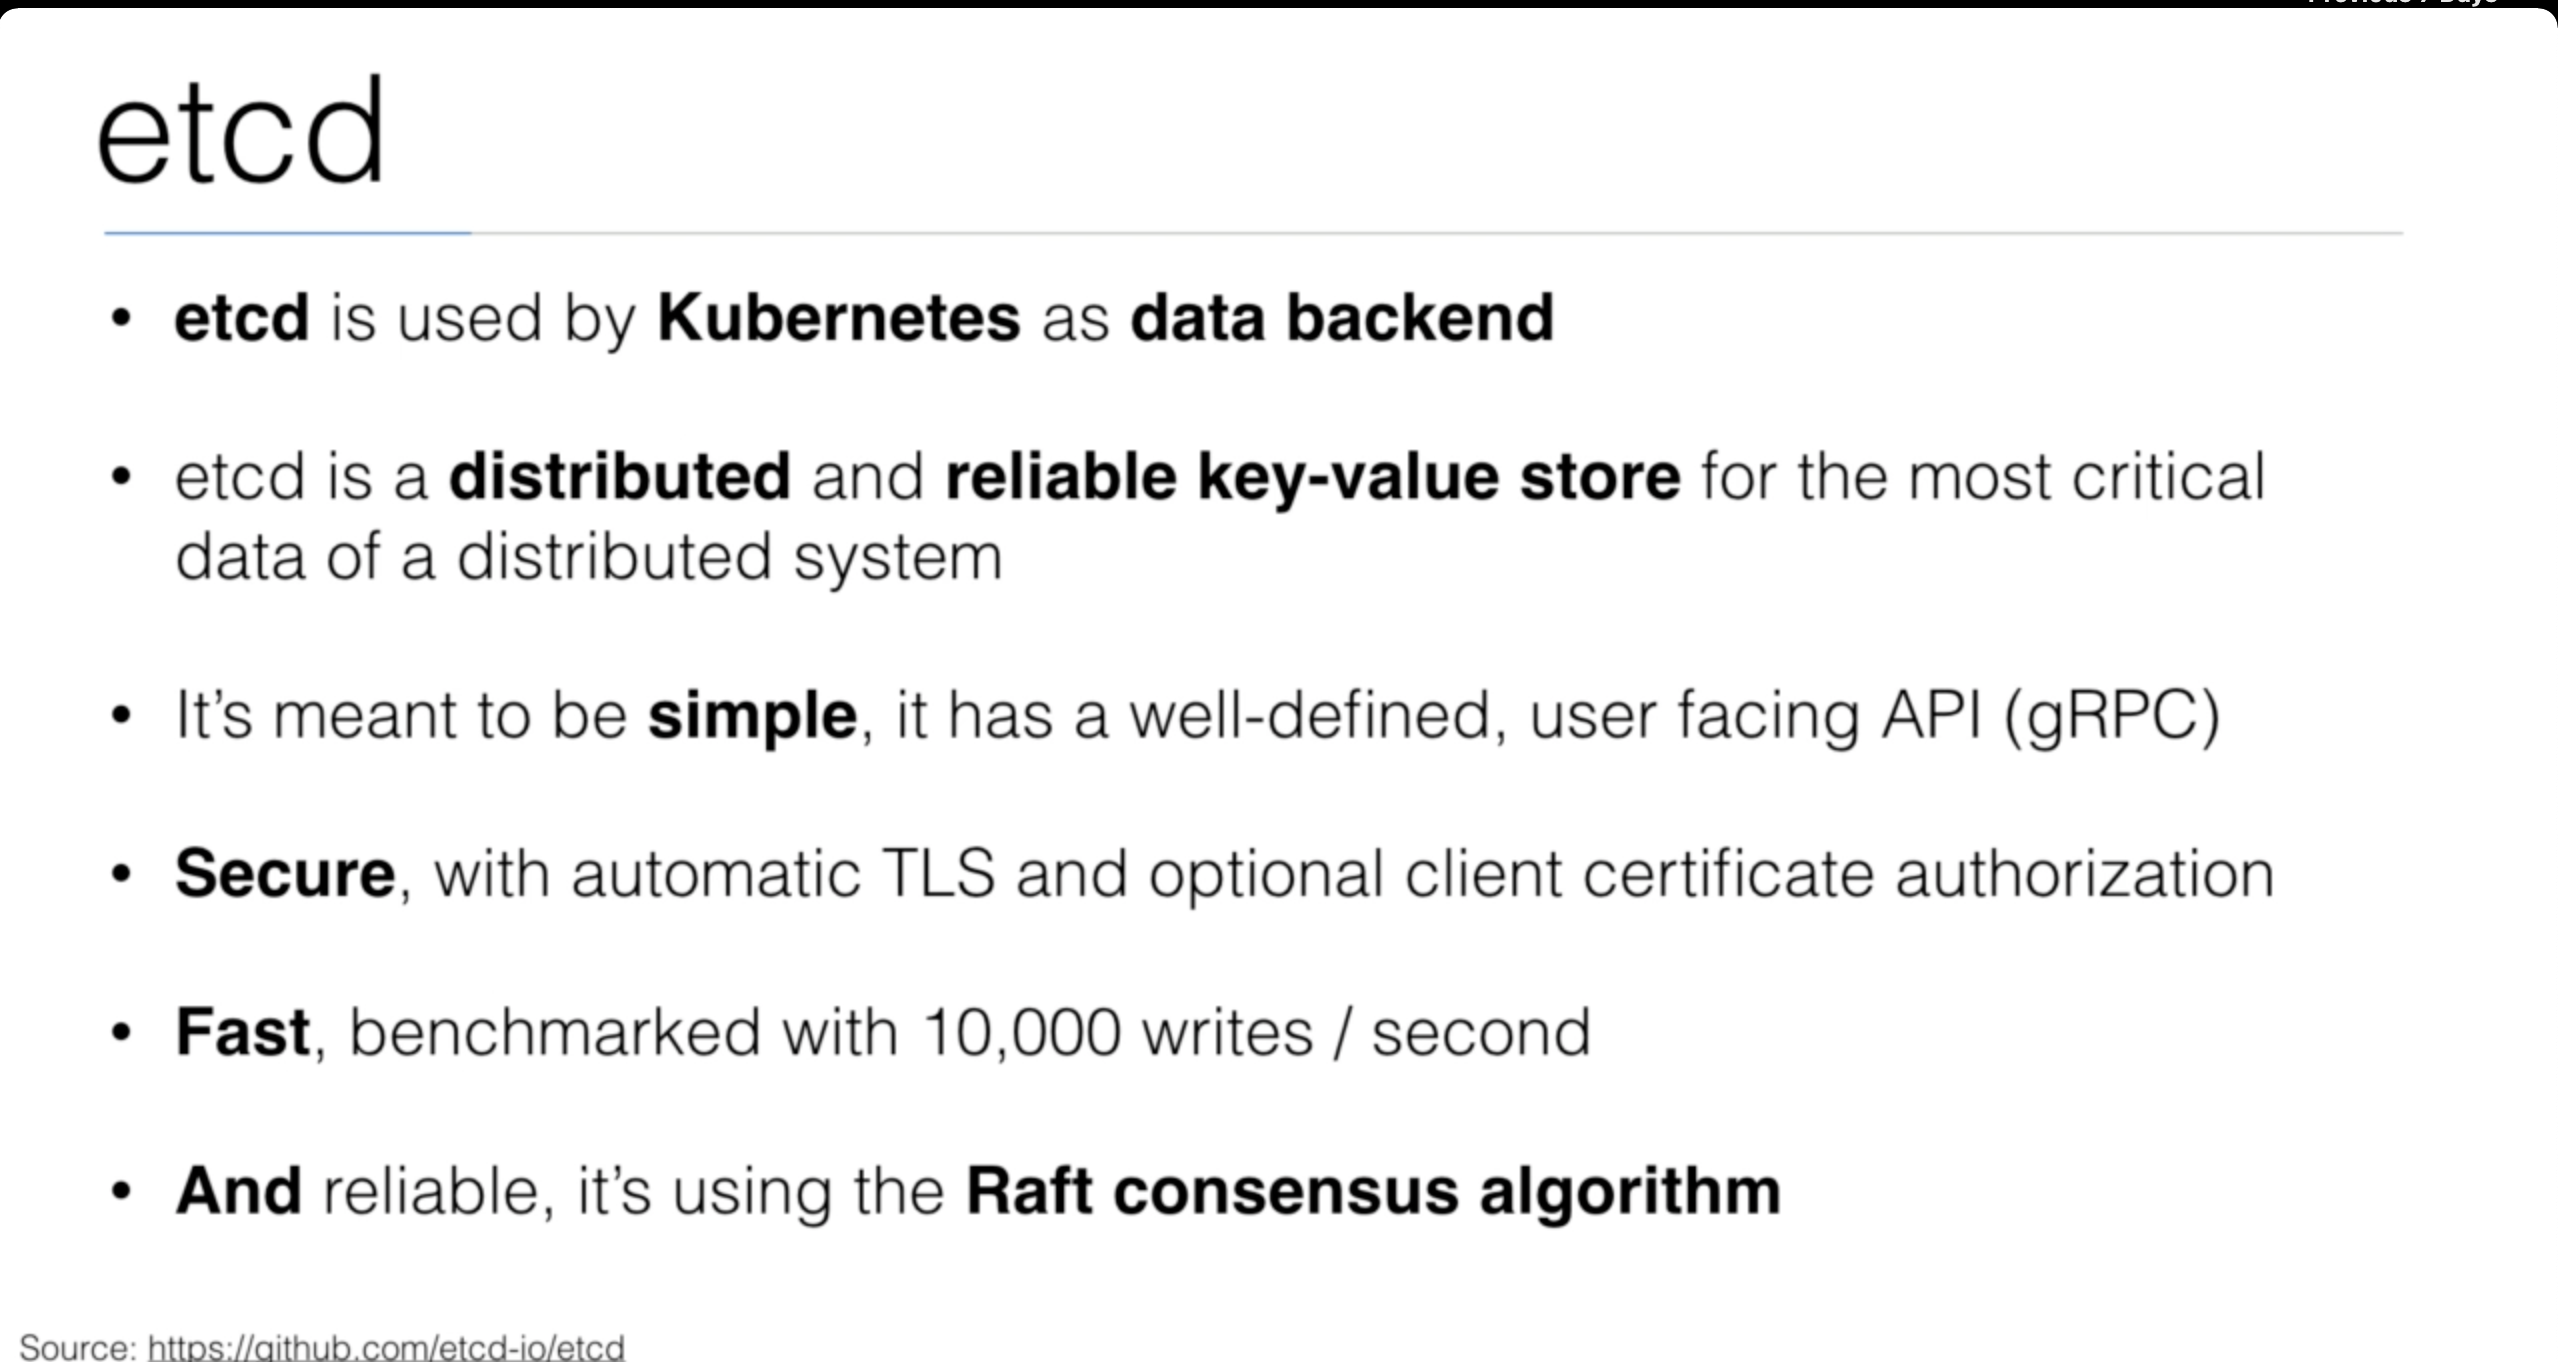 Previous 7 Days
etcd
• etcd is used by Kubernetes as data backend
• etcd is a distributed and reliable key-value store for the most critical
data of a distributed system
• It’s meant to be simple, it has a well-defined, user facing API (gRPC)
• Secure, with automatic TLS and optional client certificate authorization
• Fast, benchmarked with 10,000 writes / second
• And reliable, it’s using the Raft consensus algorithm
Source: https://github.com/etcd-io/etcd